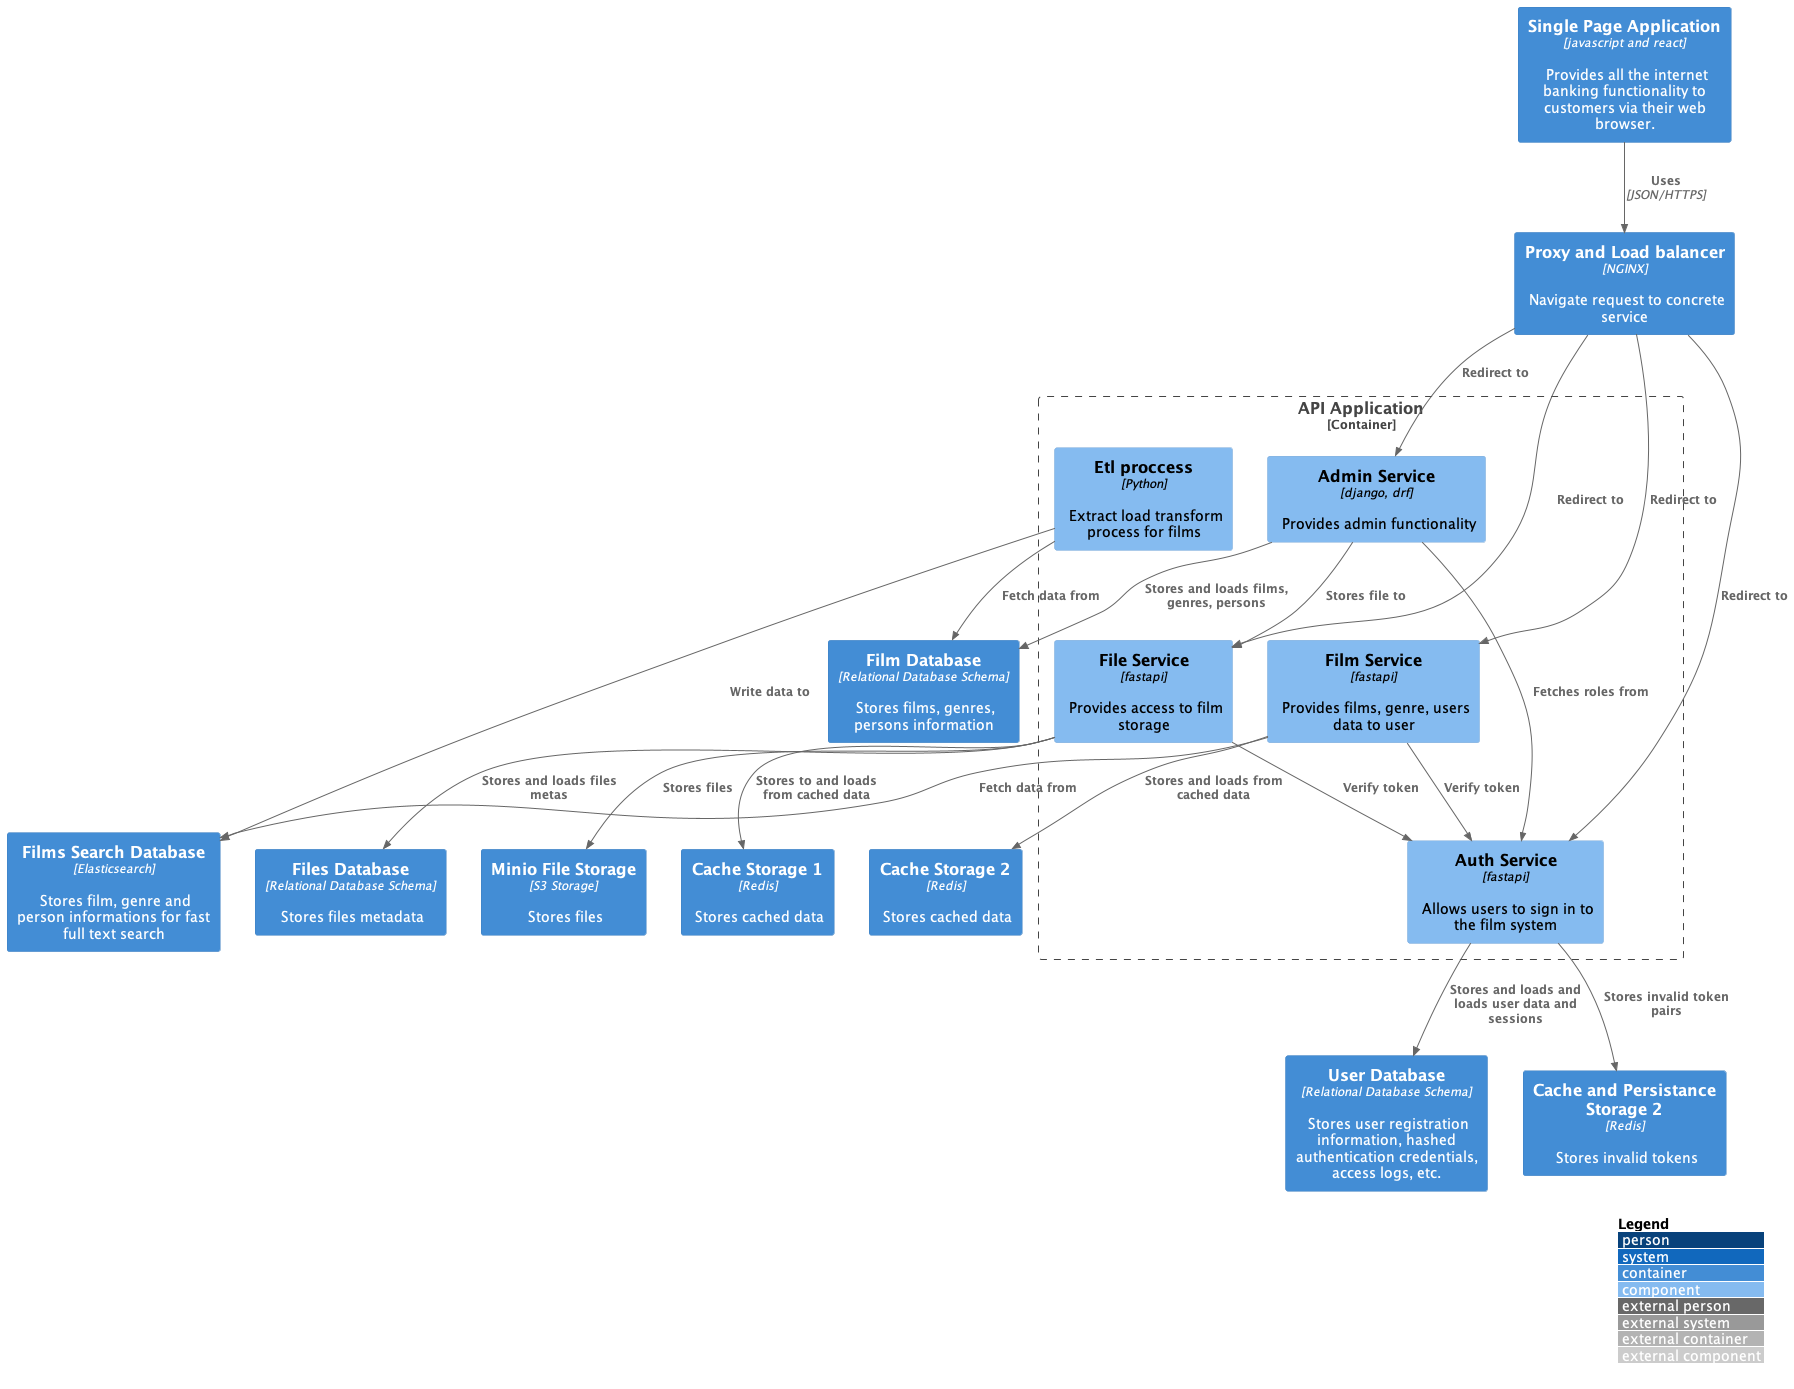 Single Page Application
[javascript and react]
Provides all the internet
banking functionality to
customers via their web
browser.
Uses
[JSON/HTTPS]
Proxy and Load balancer
[NGINX]
Navigate request to concrete
service
Redirect to
API Application
[Container]
Etl proccess
[Python]
Extract load transform
process for films
Admin Service
[django, drf]
Provides admin functionality
Redirect to
Redirect to
Fetch data from
Stores and loads films,
genres, persons
Stores file to
Redirect to
Film Database
[Relational Database Schema]
Stores films, genres,
persons information
File Service
[fastapi]
Provides access to film
storage
Film Service
[fastapi]
Provides films, genre, users
data to user
Write data to
Fetches roles from
Stores and loads files
metas
Stores files
Stores to and loads
from cached data
Fetch data from
Stores and loads from
cached data
Verify token
Verify token
Films Search Database
[Elasticsearch]
Stores film, genre and
person informations for fast
full text search
Files Database
[Relational Database Schema]
Stores files metadata
Minio File Storage
[S3 Storage]
Stores files
Cache Storage 1
[Redis]
Stores cached data
Cache Storage 2
[Redis]
Stores cached data
Auth Service
[fastapi]
Allows users to sign in to
the film system
Stores and loads and
loads user data and
sessions
Stores invalid token
pairs
User Database
[Relational Database Schema]
Stores user registration
information, hashed
authentication credentials,
access logs, etc.
Cache and Persistance
Storage 2
[Redis]
Stores invalid tokens
Legend
person
system
container
component
external person
external system
external container
external component